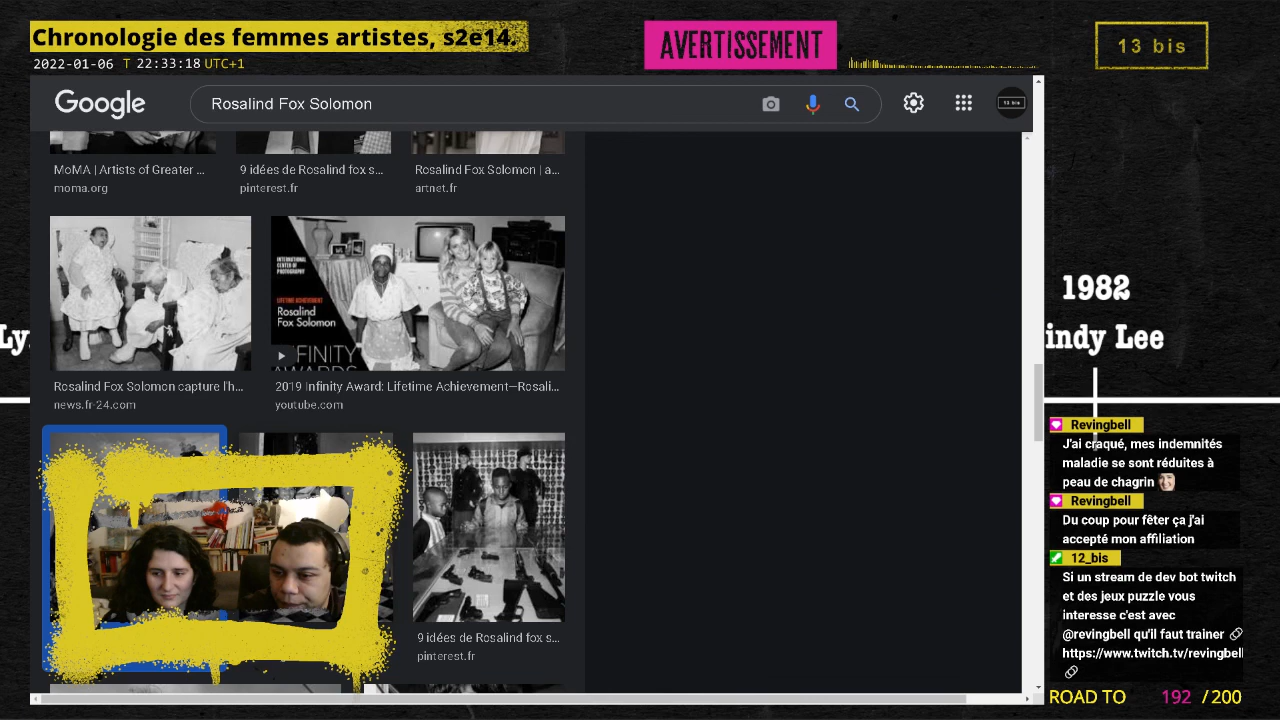 Chronologie des femmes artistes, s2e14.
2022-01-06 T 22:33:18 UTC+1
AVERTISSEMENT
13 bis
Google
Rosalind Fox Solomon
13 bis
MoMA | Artists of Greater ...
moma.org
9 idées de Rosalind fox s...
pinterest.fr
Rosalind Fox Solomon | a...
artnet.fr
INTERNATIONAL
CENTER OF
PHOTOGRAPHY
LIFETIME ACHIEVEMENT
Rosalind
Fox Solomon
INFINITY
AWARDS
Rosalind Fox Solomon capture l'h...
news.fr-24.com
2019 Infinity Award: Lifetime Achievement—Rosali...
youtube.com
9 idées de Rosalind fox s...
pinterest.fr
Ly
1982
indy Lee
Revingbell
J'ai craqué, mes indemnités
maladie se sont réduites à
peau de chagrin
Revingbell
Du coup pour fêter ça j'ai
accepté mon affiliation
12_bis
Si un stream de dev bot twitch
et des jeux puzzle vous
interesse c'est avec
@revingbell qu'il faut trainer
https://www.twitch.tv/revingbell
ROAD TO 192 / 200